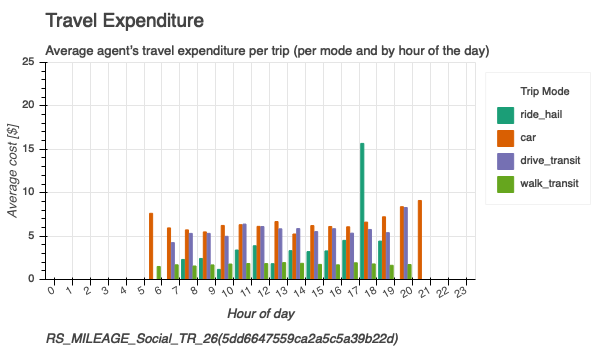 Travel Expenditure
Average agent's travel expenditure per trip (per mode and by hour of the day)
25
20
15
10
5
0
Average cost [$]
0 1 2 3 4 5 6 7 8 9 10 11 12 13 14 15 16 17 18 19 20 21 22 23
Hour of day
Trip Mode
ride_hail
car
drive_transit
walk_transit
RS_MILEAGE_Social_TR_26(5dd6647559ca2a5c5a39b22d)